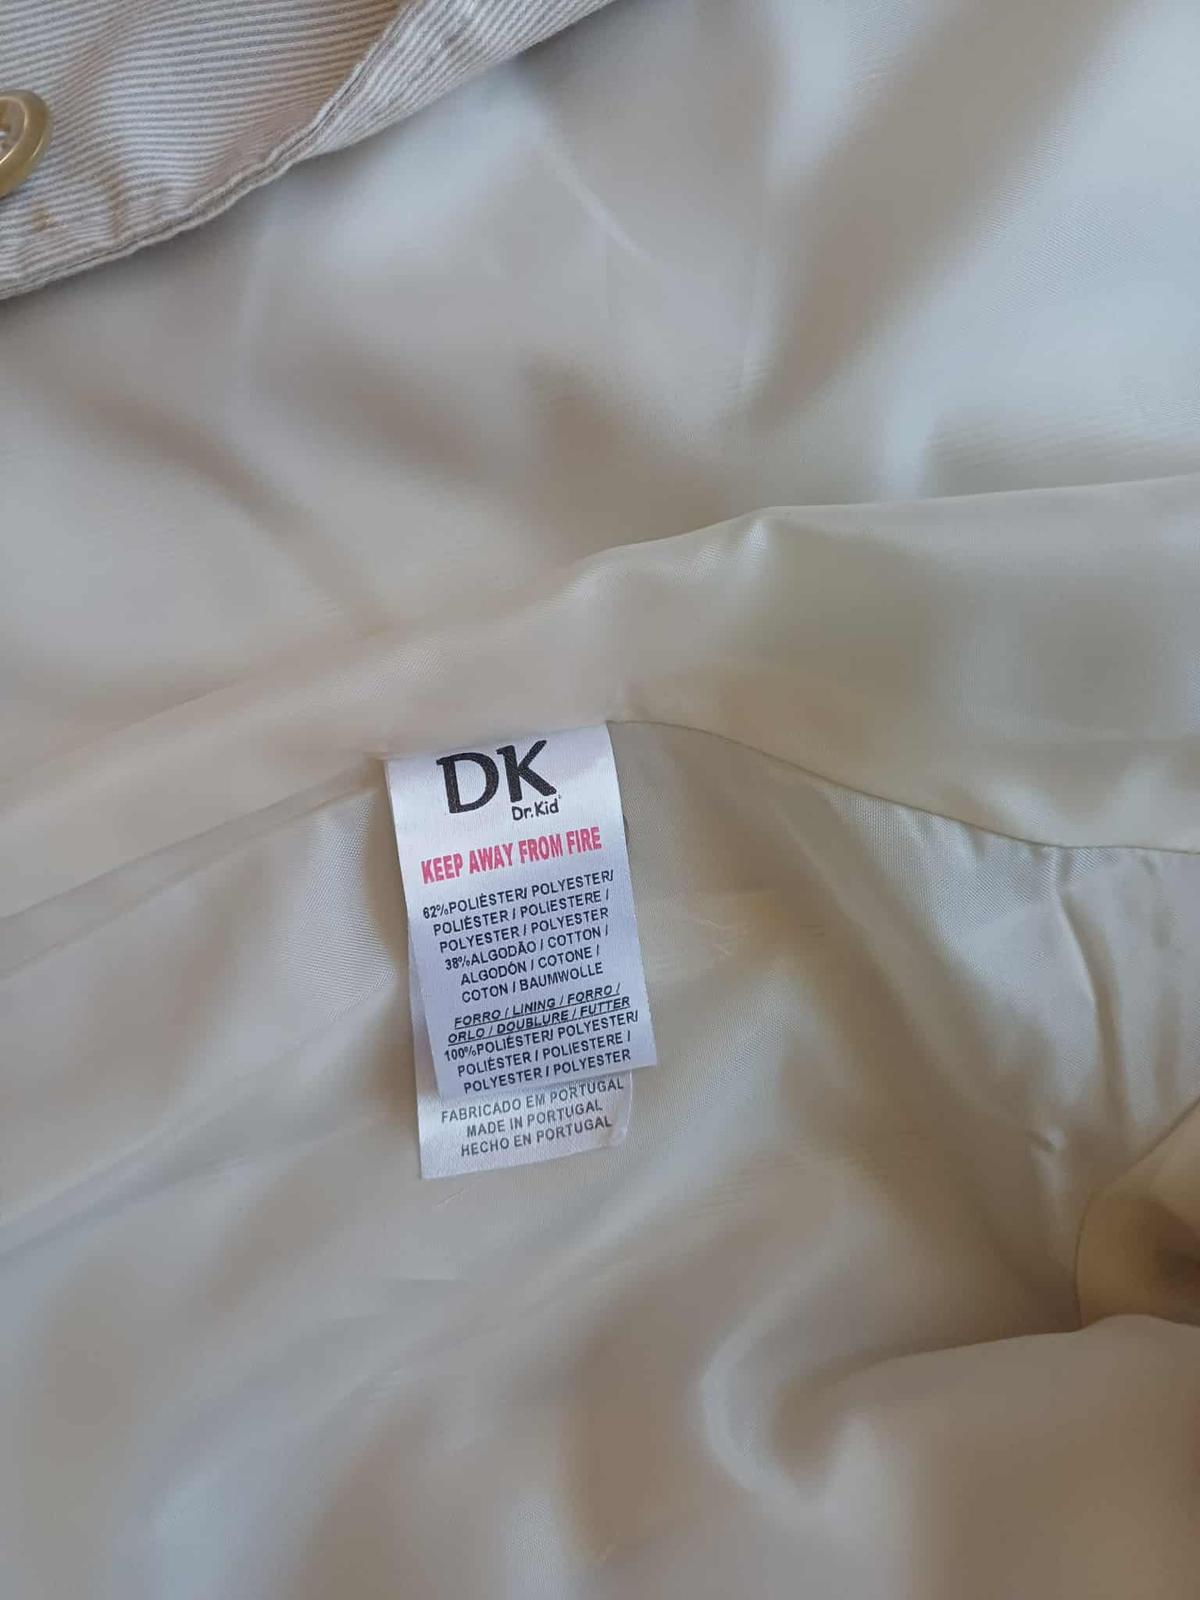 DK
Dr.Kid
KEEP AWAY FROM FIRE
62%POLIÉSTER/ POLYESTER/
POLIÉSTER / POLIESTERE /
POLYESTER / POLYESTER
38%ALGODÃO / COTTON /
ALGODÓN / COTONE /
COTON / BAUMWOLLE
FORRO / LINING / FORRO /
ORLO / DOUBLURE / FUTTER
100%POLIÉSTER/ POLYESTER/
POLIÉSTER / POLIESTERE /
POLYESTER / POLYESTER
FABRICADO EM PORTUGAL
MADE IN PORTUGAL
HECHO EN PORTUGAL